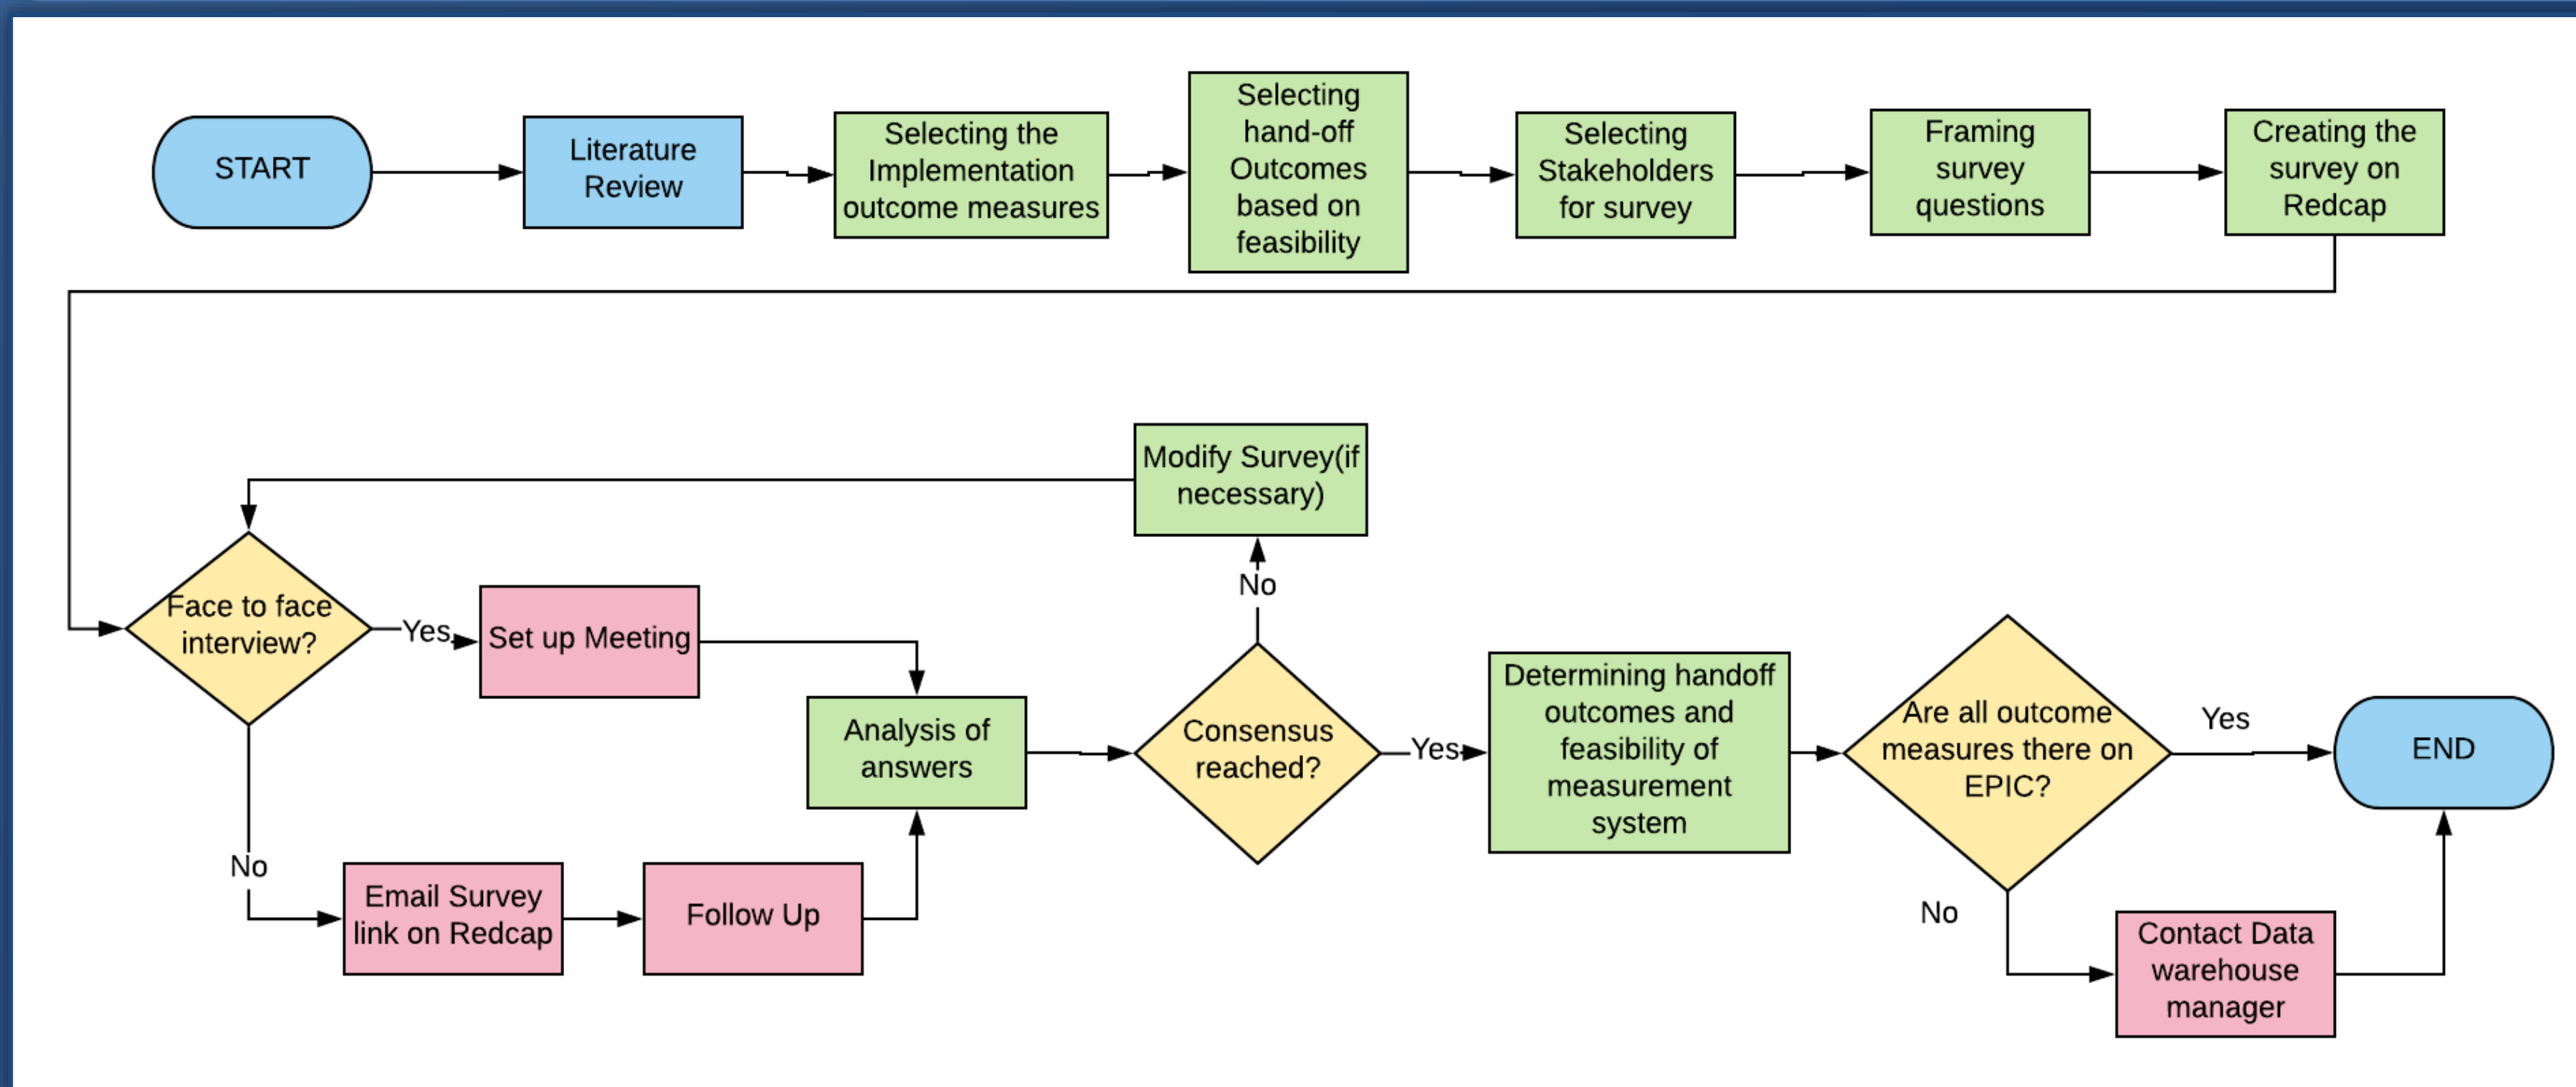 START
Literature
Review
Selecting the
Implementation
outcome measures
Selecting
hand-off
Outcomes
based on
feasibility
Selecting
Stakeholders
for survey
Framing
survey
questions
Creating the
survey on
Redcap
Modify Survey(if
necessary)
No
Face to face
interview?
Yes
Set up Meeting
Analysis of
answers
Consensus
reached?
Yes
Determining handoff
outcomes and
feasibility of
measurement
system
Are all outcome
measures there on
EPIC?
Yes
END
No
Email Survey
link on Redcap
Follow Up
No
Contact Data
warehouse
manager